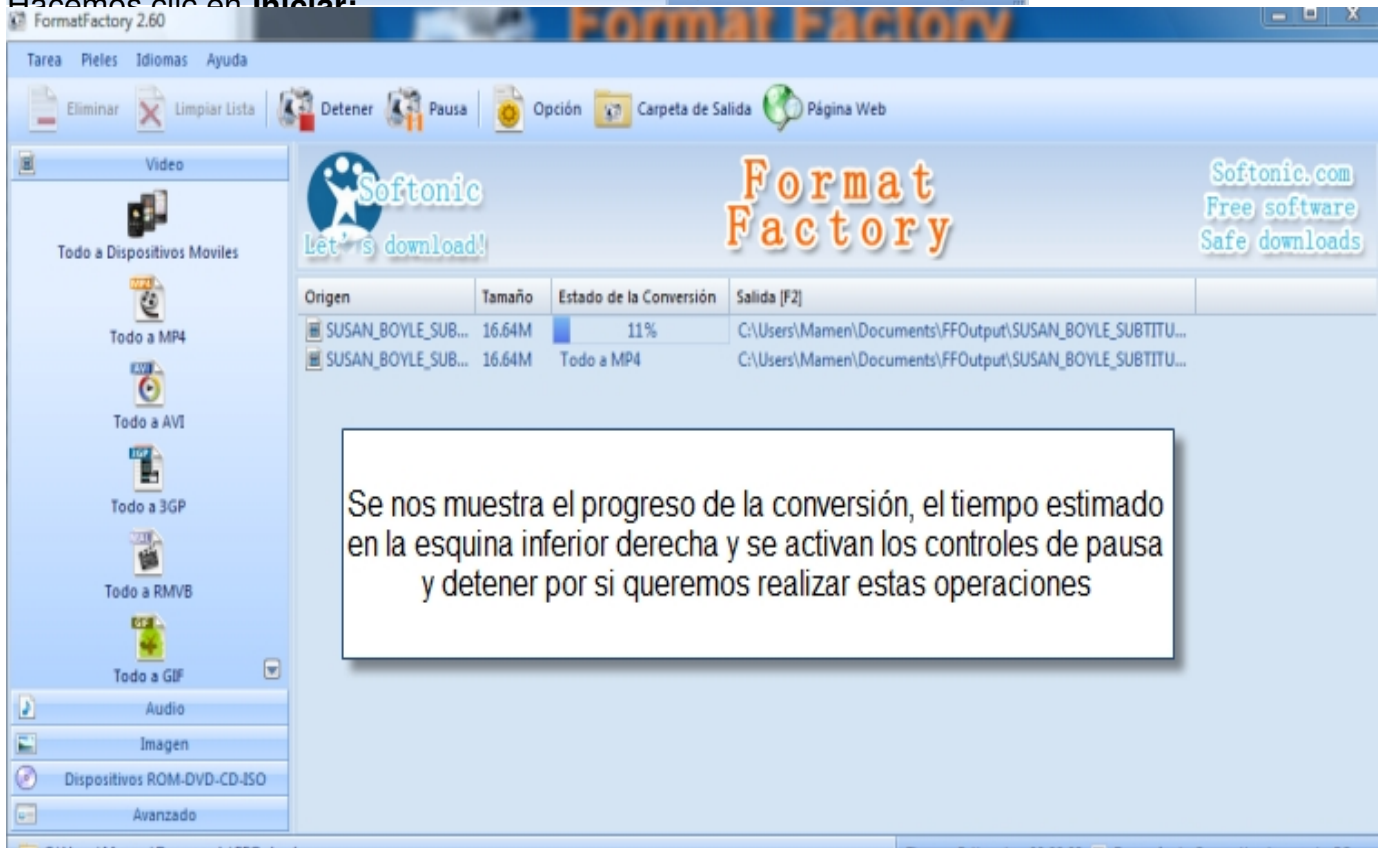 Hacemos clic en Iniciar:
FormatFactory 2.60
Format Factory
Tarea Pieles Idiomas Ayuda
Eliminar Limpiar Lista Detener Pausa Opción Carpeta de Salida Página Web
Video
Todo a Dispositivos Moviles
MP4
Todo a MP4
AVI
Todo a AVI
3GP
Todo a 3GP
Todo a RMVB
GIF
Todo a GIF
Audio
Imagen
Dispositivos ROM-DVD-CD-ISO
Avanzado
Softonic
Let's download!
Format
Factory
Softonic.com
Free software
Safe downloads
Origen Tamaño Estado de la Conversión Salida [F2]
SUSAN_BOYLE_SUB... 16.64M 11% C:\Users\Mamen\Documents\FFOutput\SUSAN_BOYLE_SUBTITU...
SUSAN_BOYLE_SUB... 16.64M Todo a MP4 C:\Users\Mamen\Documents\FFOutput\SUSAN_BOYLE_SUBTITU...
Se nos muestra el progreso de la conversión, el tiempo estimado
en la esquina inferior derecha y se activan los controles de pausa
y detener por si queremos realizar estas operaciones